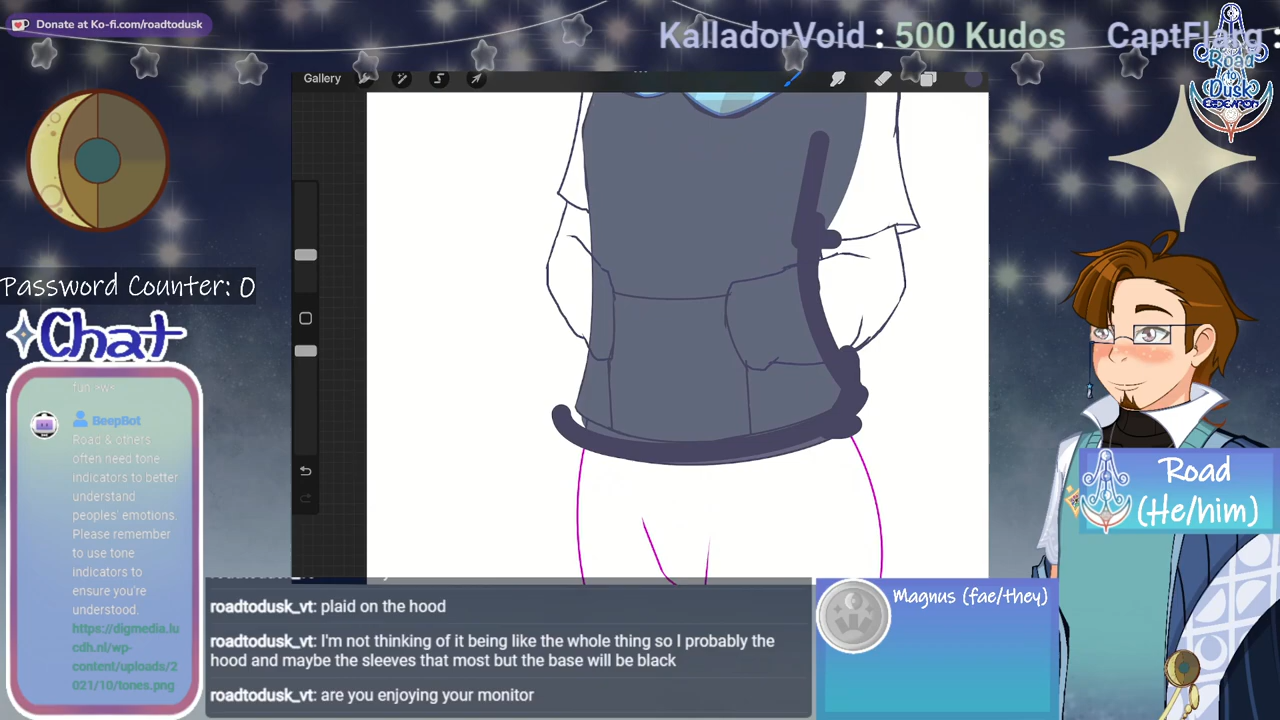 Donate at Ko-fi.com/roadtodusk
KalladorVoid : 500 Kudos CaptFlarg :
Road
to
Dusk
Gallery
Password Counter: 0
Chat
BeepBot
Road & others
often need tone
indicators to better
understand
peoples' emotions.
Please remember
to use tone
indicators to
ensure you're
understood.
https://digmedia.lu
cdh.nl/wp-
content/uploads/2
021/10/tones.png
roadtodusk_vt: plaid on the hood
roadtodusk_vt: I'm not thinking of it being like the whole thing so I probably the
hood and maybe the sleeves that most but the base will be black
roadtodusk_vt: are you enjoying your monitor
Magnus (fae/they)
Road
(He/him)